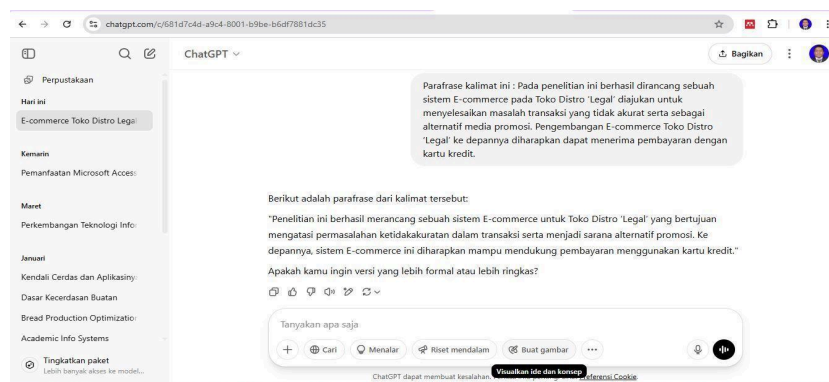 chatgpt.com/c/681d7c4d-a9c4-8001-b9be-b6df7881dc35
ChatGPT
Bagikan
Perpustakaan
Hari ini
E-commerce Toko Distro Legal
Kemarin
Pemanfaatan Microsoft Access
Maret
Perkembangan Teknologi Infor
Januari
Kendali Cerdas dan Aplikasinya
Dasar Kecerdasan Buatan
Bread Production Optimization
Academic Info Systems
Tingkatkan paket
Lebih banyak akses ke model...
Parafrase kalimat ini : Pada penelitian ini berhasil dirancang sebuah
sistem E-commerce pada Toko Distro 'Legal' diajukan untuk
menyelesaikan masalah transaksi yang tidak akurat serta sebagai
alternatif media promosi. Pengembangan E-commerce Toko Distro
'Legal' ke depannya diharapkan dapat menerima pembayaran dengan
kartu kredit.
Berikut adalah parafrase dari kalimat tersebut:
"Penelitian ini berhasil merancang sebuah sistem E-commerce untuk Toko Distro 'Legal' yang bertujuan
mengatasi permasalahan ketidakakuratan dalam transaksi serta menjadi sarana alternatif promosi. Ke
depannya, sistem E-commerce ini diharapkan mampu mendukung pembayaran menggunakan kartu kredit."
Apakah kamu ingin versi yang lebih formal atau lebih ringkas?
Tanyakan apa saja
Cari Menalar Riset mendalam Buat gambar
Visualkan ide dan konsep
ChatGPT dapat membuat kesalahan. Preferensi Cookie.